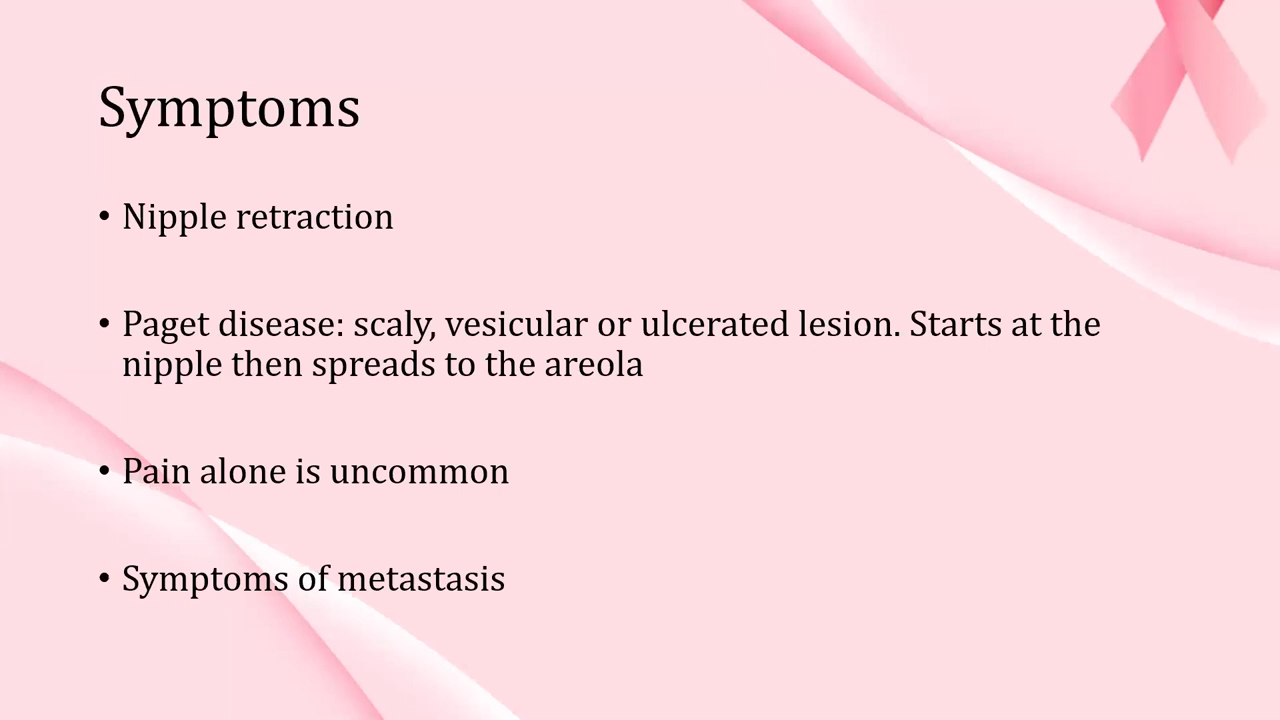 Symptoms
• Nipple retraction
• Paget disease: scaly, vesicular or ulcerated lesion. Starts at the
nipple then spreads to the areola
• Pain alone is uncommon
• Symptoms of metastasis